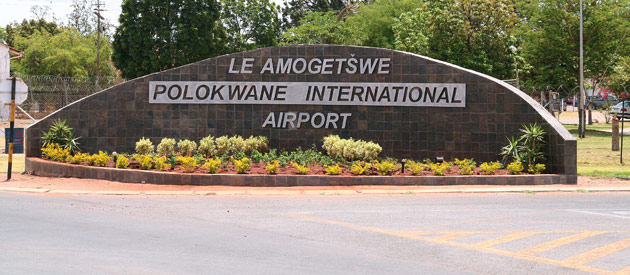 LE AMOGETŠWE
POLOKWANE INTERNATIONAL
AIRPORT